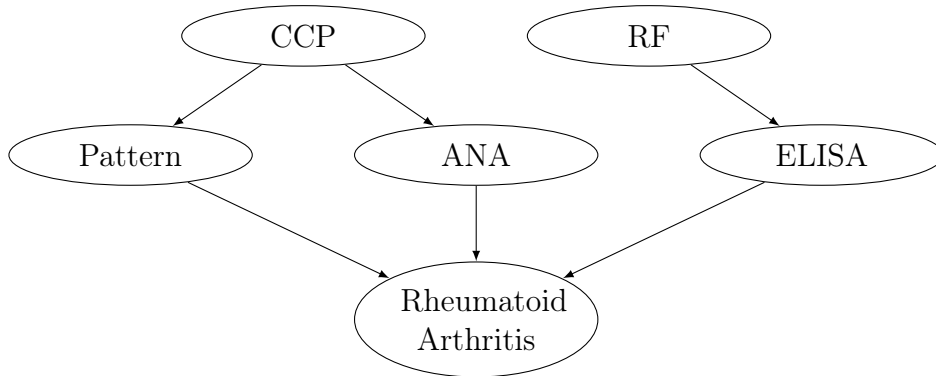 CCP
RF
Pattern
ANA
ELISA
Rheumatoid
Arthritis